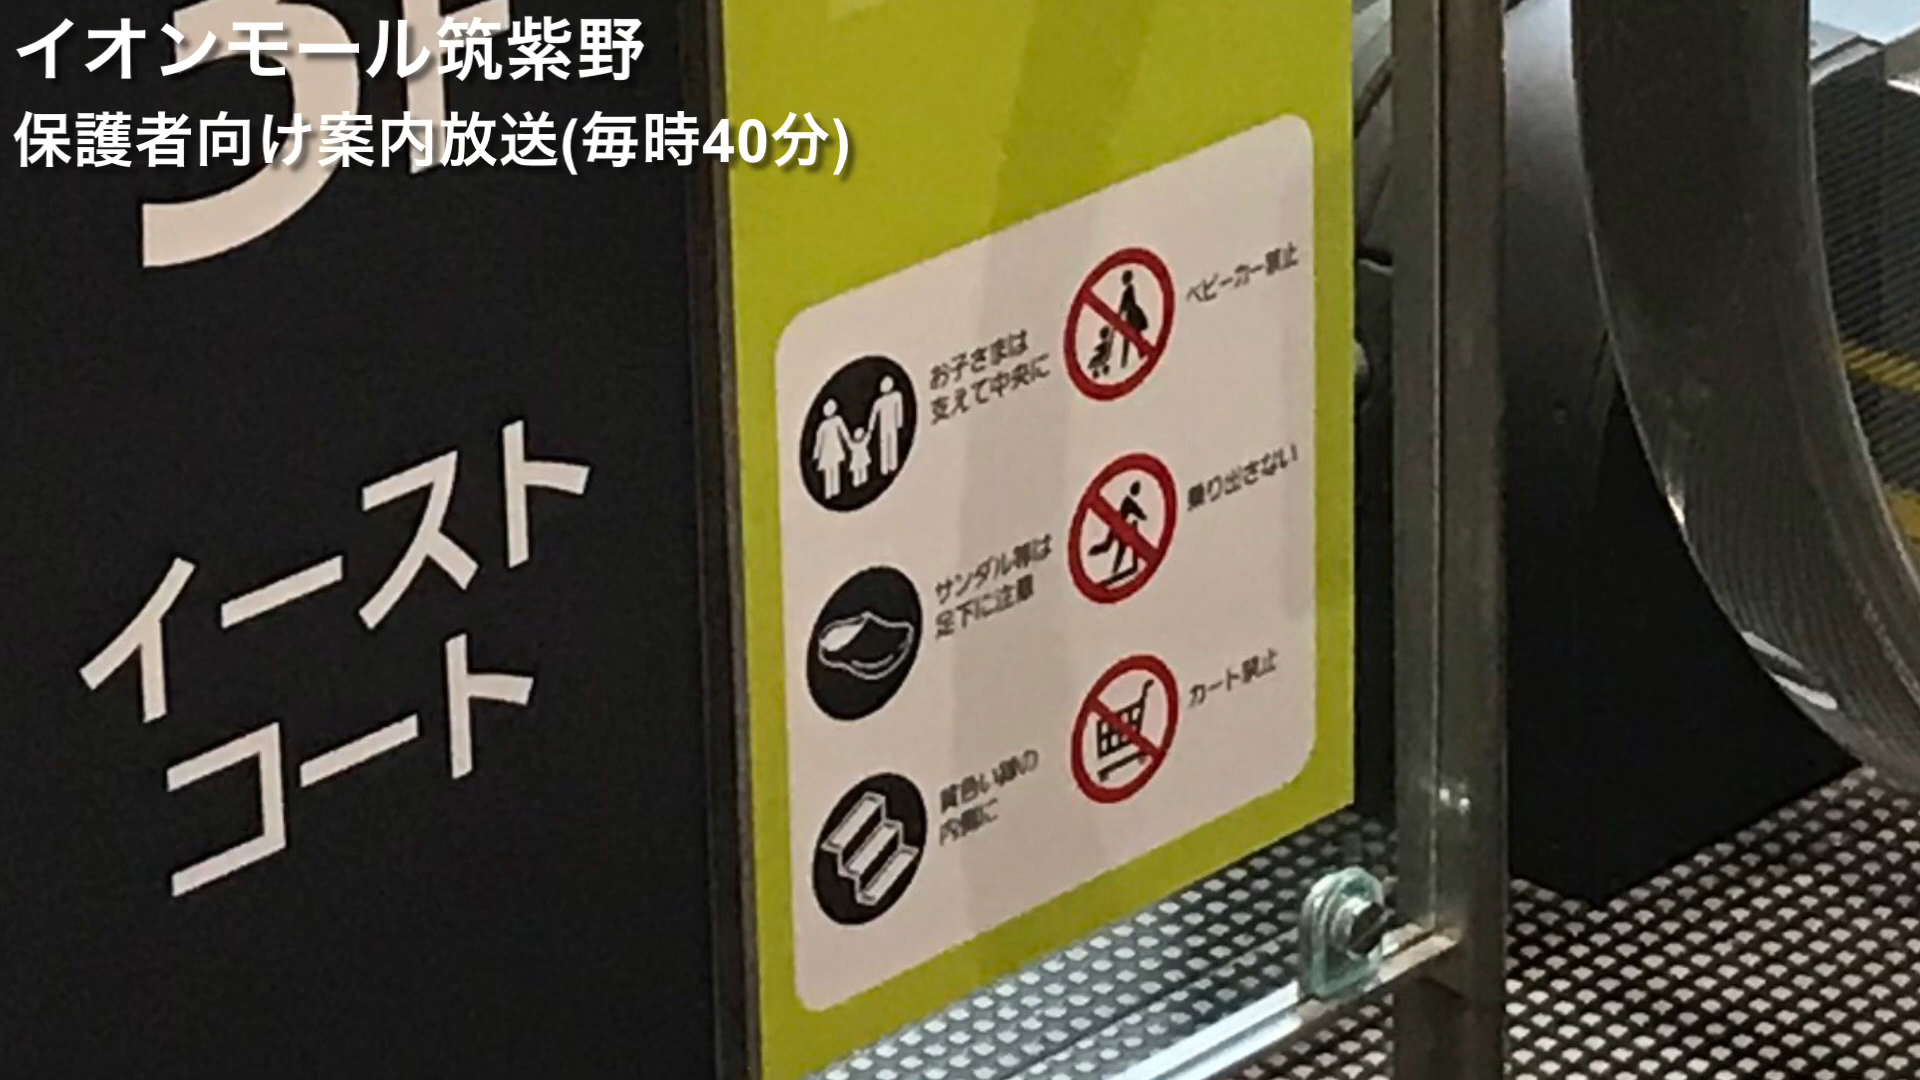 イオンモール筑紫野
保護者向け案内放送(毎時40分)
イースト
コート
お子さまは
支えて中央に
ベビーカー禁止
サンダル等は
足下に注意
乗り出さない
黄色い線の
内側に
カート禁止